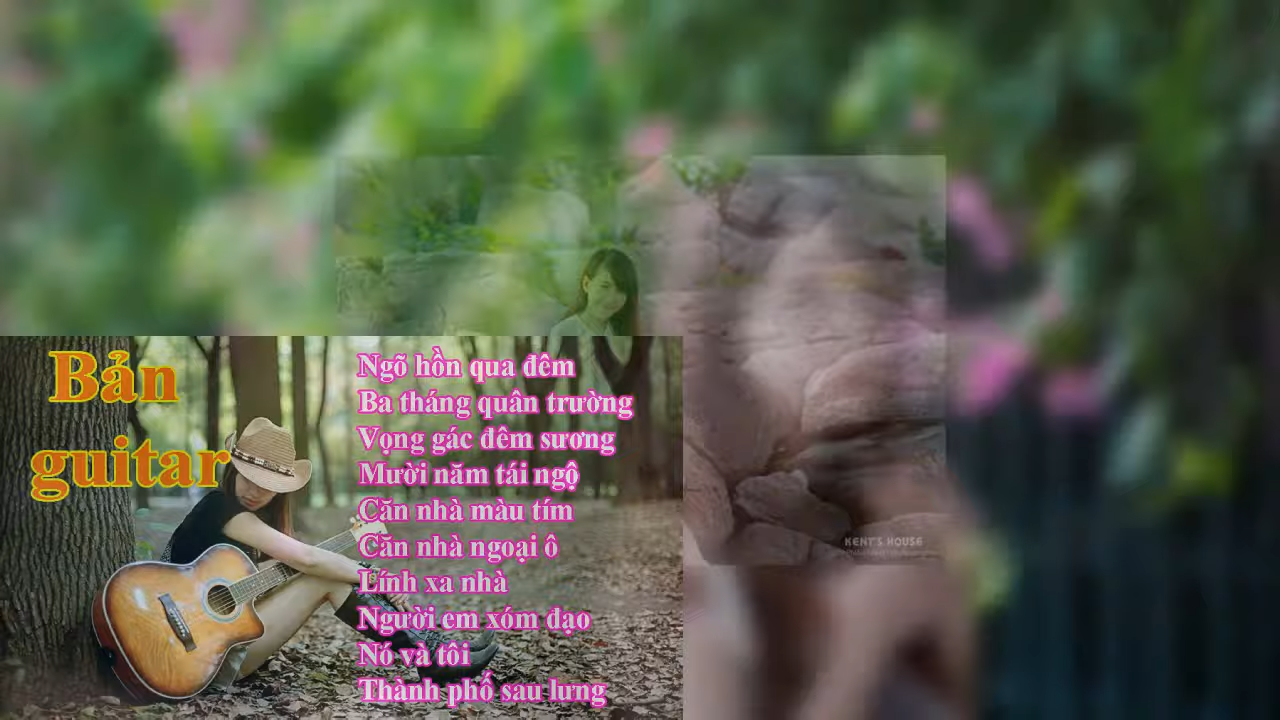 Bản
guitar
Ngõ hồn qua đêm
Ba tháng quân trường
Vọng gác đêm sương
Mười năm tái ngộ
Căn nhà màu tím
Căn nhà ngoại ô
Lính xa nhà
Người em xóm đạo
Nó và tôi
Thành phố sau lưng
KENT'S HOUSE